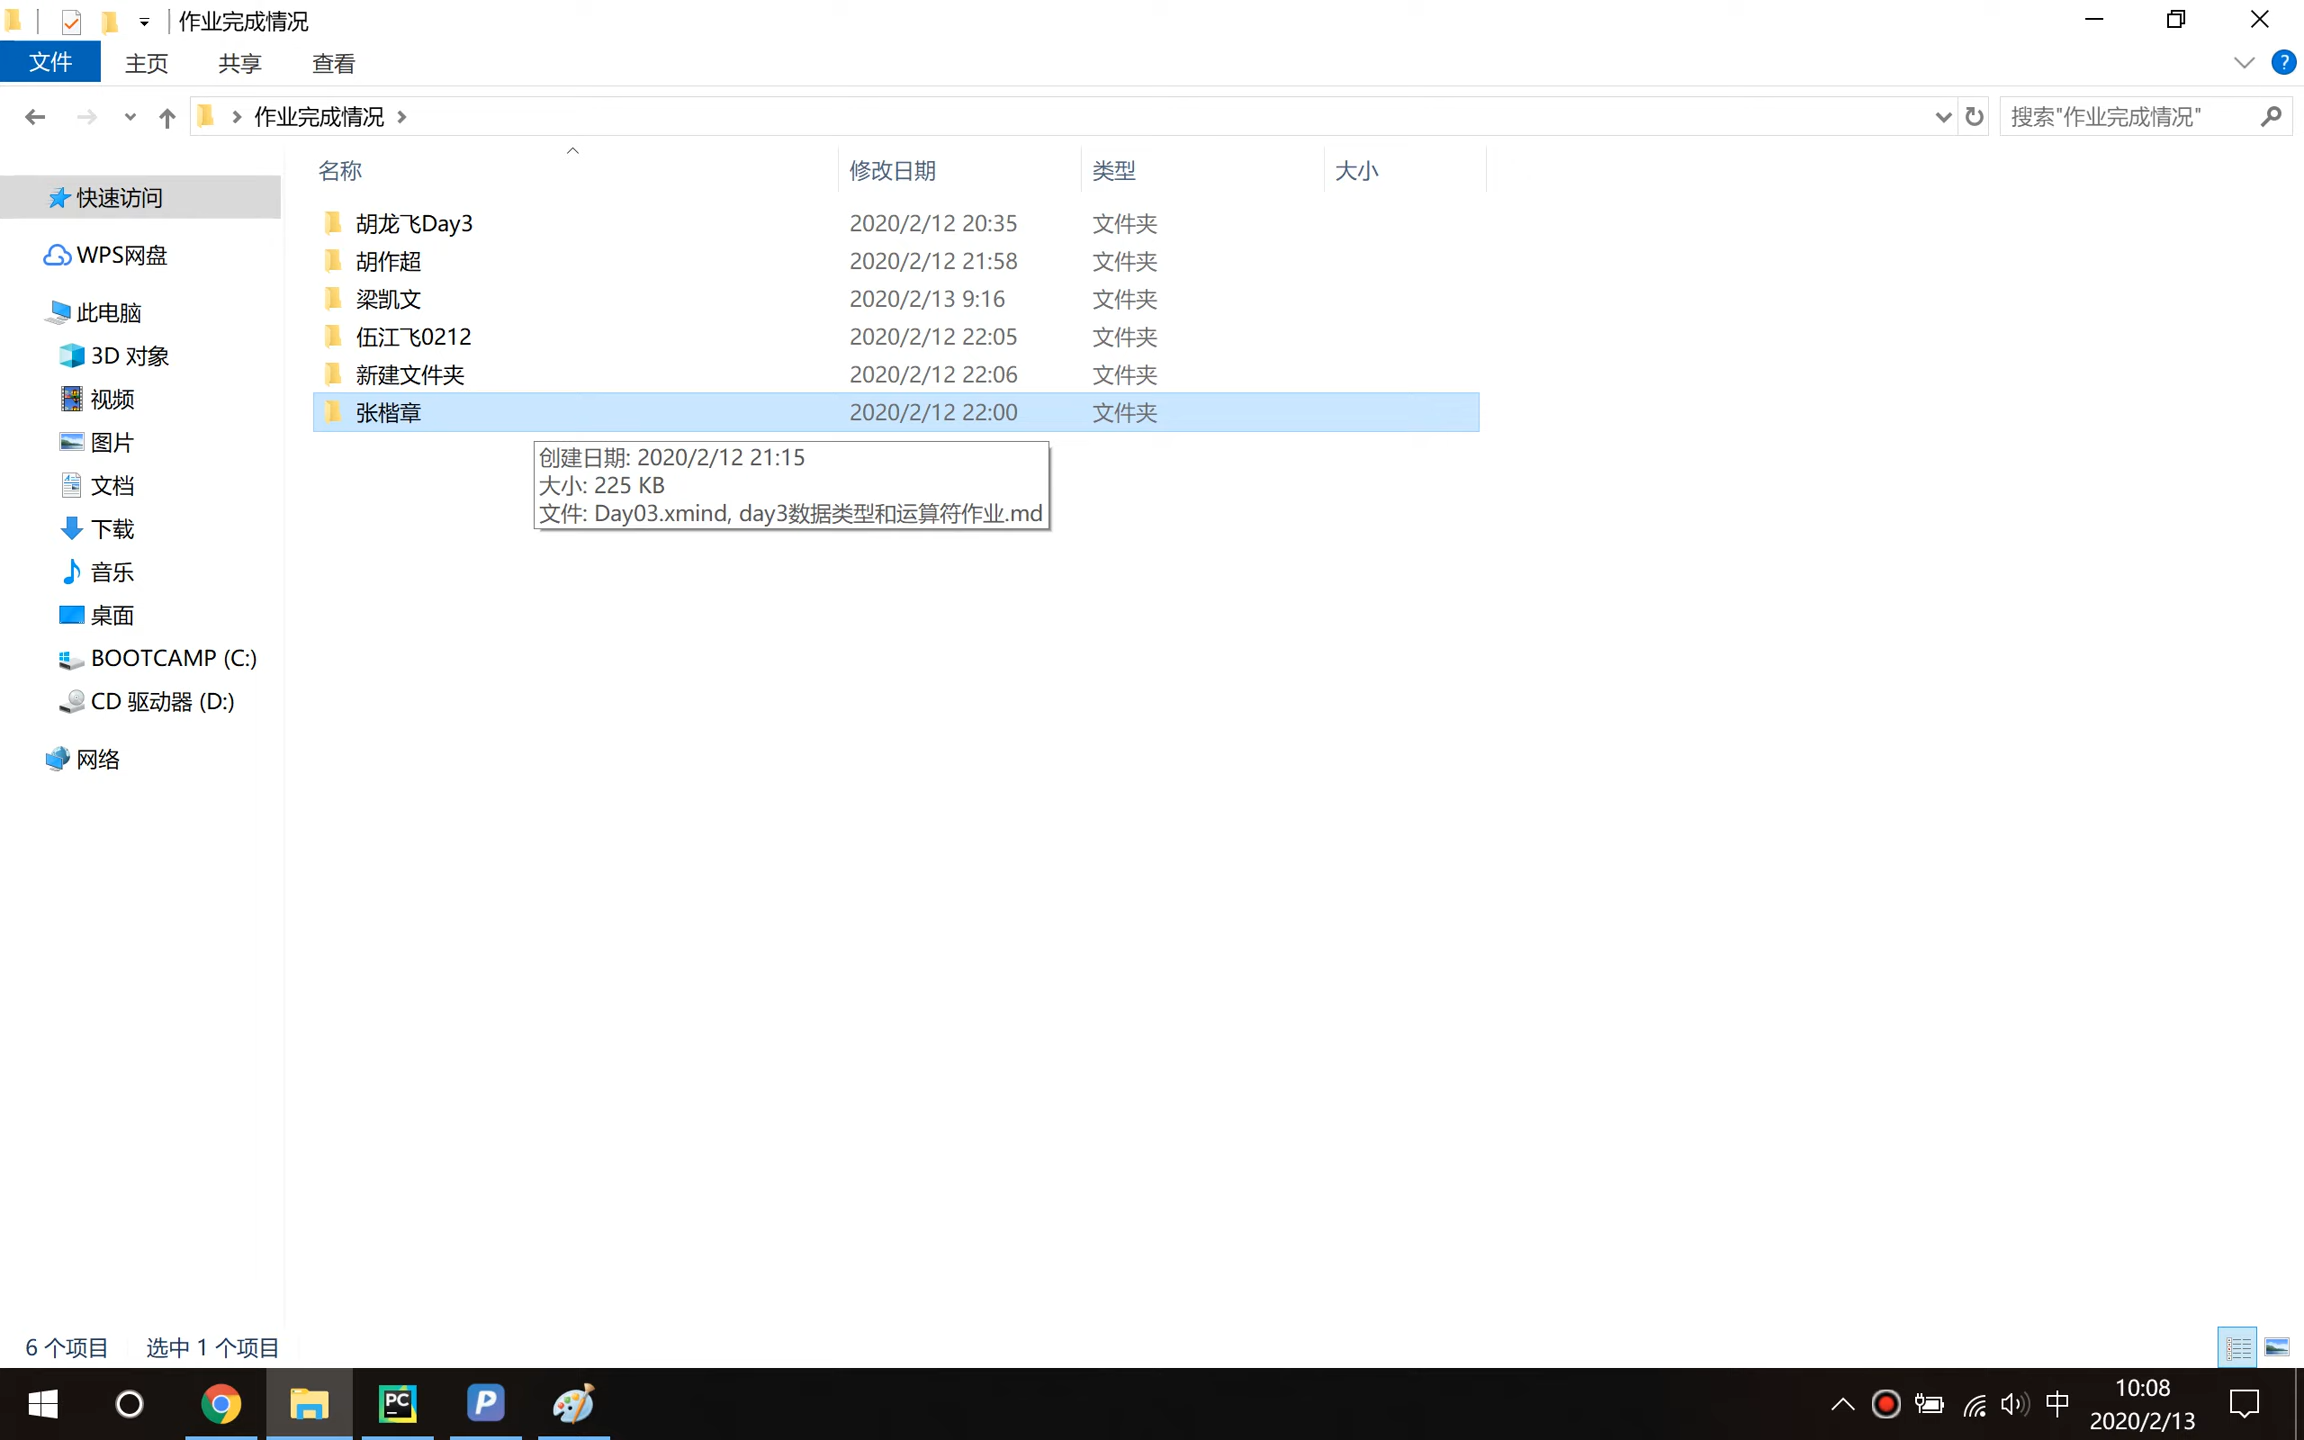 作业完成情况
文件 主页 共享 查看
作业完成情况 搜索"作业完成情况"
名称 修改日期 类型 大小
快速访问
WPS网盘
此电脑
3D 对象
视频
图片
文档
下载
音乐
桌面
BOOTCAMP (C:)
CD 驱动器 (D:)
网络
胡龙飞Day3 2020/2/12 20:35 文件夹
胡作超 2020/2/12 21:58 文件夹
梁凯文 2020/2/13 9:16 文件夹
伍江飞0212 2020/2/12 22:05 文件夹
新建文件夹 2020/2/12 22:06 文件夹
张楷章 2020/2/12 22:00 文件夹
创建日期: 2020/2/12 21:15
大小: 225 KB
文件: Day03.xmind, day3数据类型和运算符作业.md
6 个项目 选中 1 个项目
PC
P
中
10:08
2020/2/13